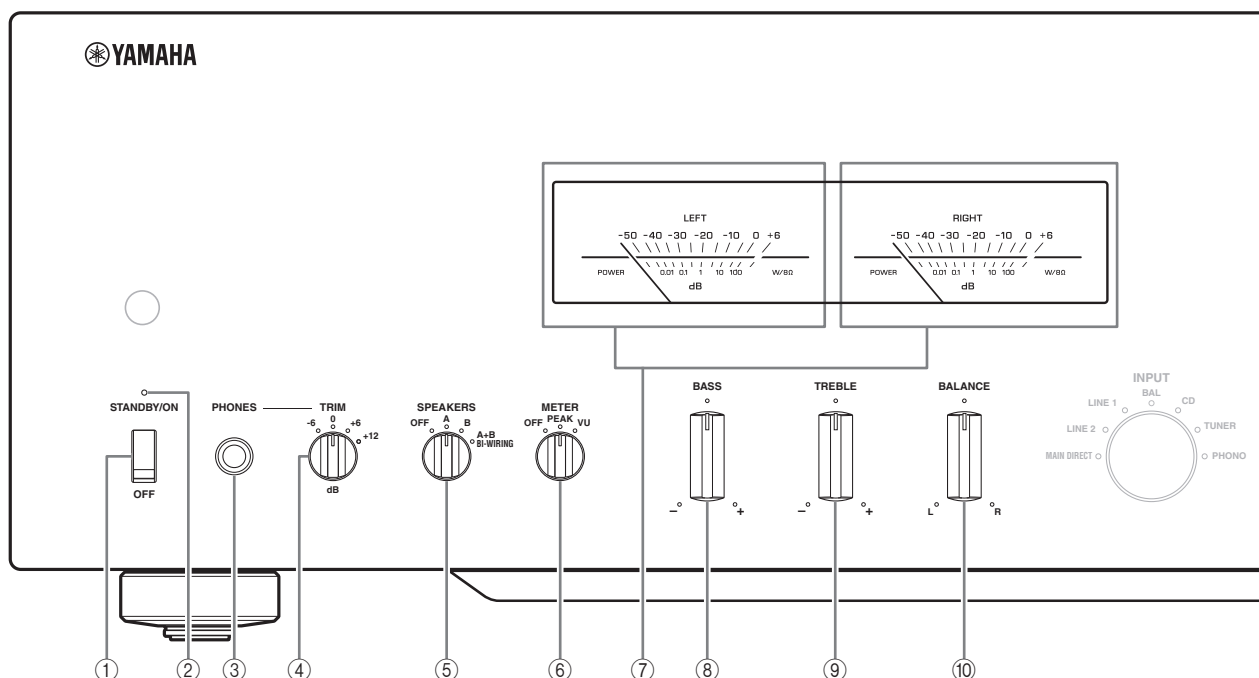 YAMAHA
LEFT
-50 -40 -30 -20 -10 0 +6
POWER 0.01 0.1 1 10 100 W/8Ω
dB
RIGHT
-50 -40 -30 -20 -10 0 +6
POWER 0.01 0.1 1 10 100 W/8Ω
dB
STANDBY/ON
OFF
PHONES
TRIM
-6 0 +6 +12
dB
SPEAKERS
OFF A B A+B
BI-WIRING
METER
OFF PEAK VU
BASS
− +
TREBLE
− +
BALANCE
L R
INPUT
MAIN DIRECT LINE 2 LINE 1 BAL CD TUNER PHONO
① ② ③ ④ ⑤ ⑥ ⑦ ⑧ ⑨ ⑩